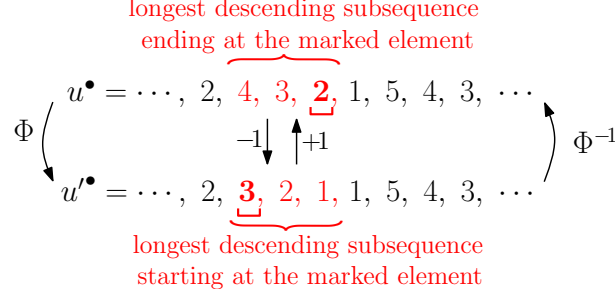 longest descending subsequence
ending at the marked element
u• = ⋯ , 2, 4, 3, 2, 1, 5, 4, 3, ⋯
Φ −1 +1 Φ⁻¹
u′• = ⋯ , 2, 3, 2, 1, 1, 5, 4, 3, ⋯
longest descending subsequence
starting at the marked element